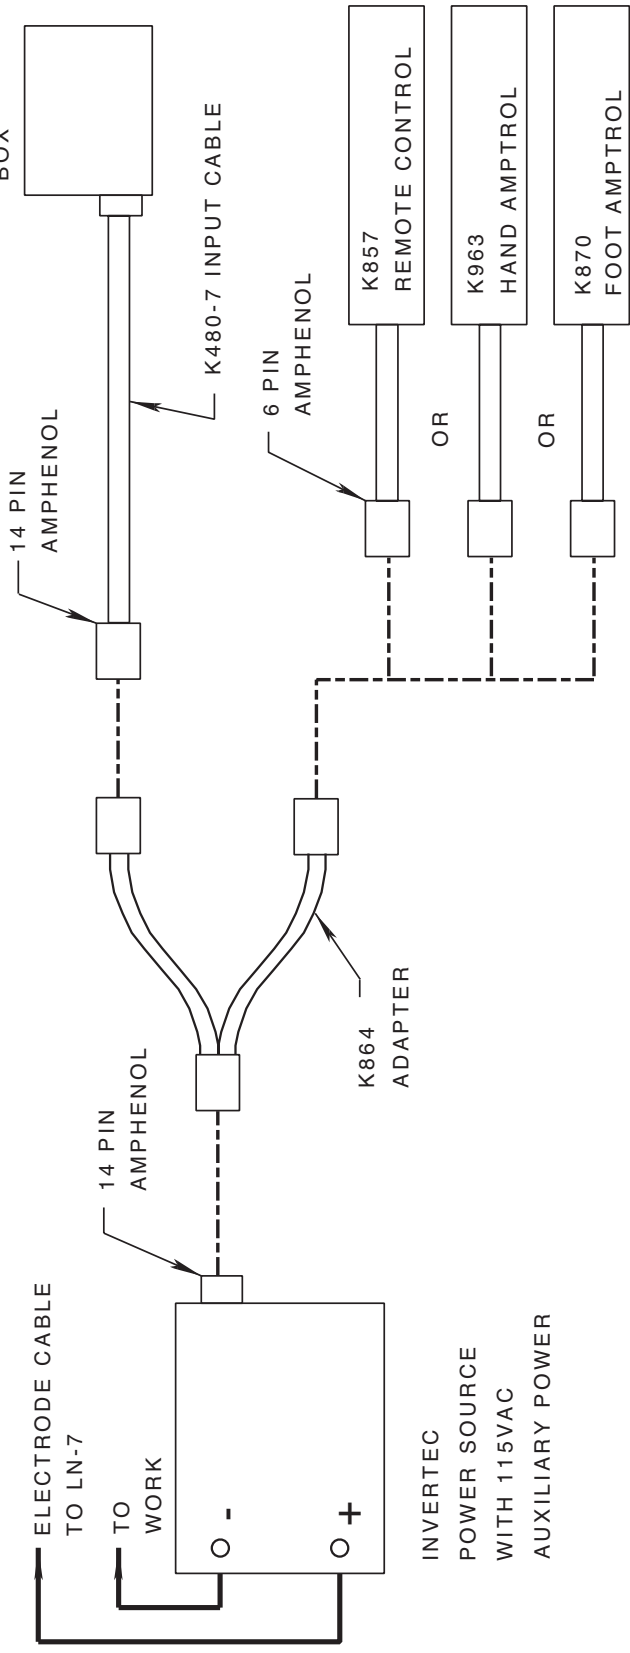 ELECTRODE CABLE
TO LN-7
TO
WORK
-
+
INVERTEC
POWER SOURCE
WITH 115VAC
AUXILIARY POWER
14 PIN
AMPHENOL
K864
ADAPTER
14 PIN
AMPHENOL
K480-7 INPUT CABLE
BOX
6 PIN
AMPHENOL
K857
REMOTE CONTROL
OR
K963
HAND AMPTROL
OR
K870
FOOT AMPTROL